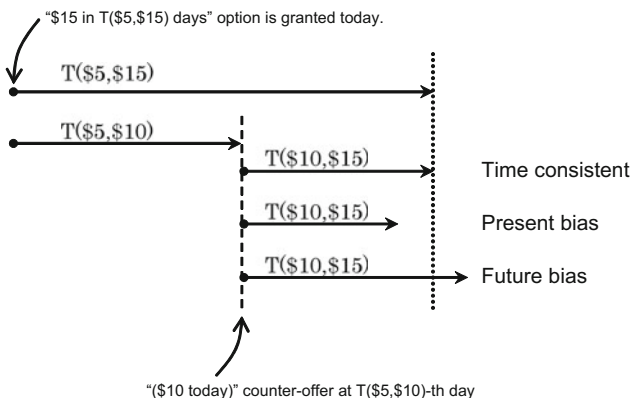 “$15 in T($5,$15) days” option is granted today.
T($5,$15)
T($5,$10)
T($10,$15)
Time consistent
T($10,$15)
Present bias
T($10,$15)
Future bias
“($10 today)” counter-offer at T($5,$10)-th day